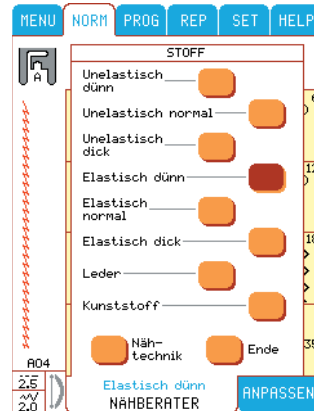 MENU NORM PROG REP SET HELP
STOFF
A
Unelastisch
dünn
Unelastisch normal
Unelastisch
dick
Elastisch dünn
Elastisch
normal
Elastisch dick
Leder
Kunststoff
Näh-
technik
Ende
A04
2.5
2.0
Elastisch dünn
NÄHBERATER
ANPASSEN